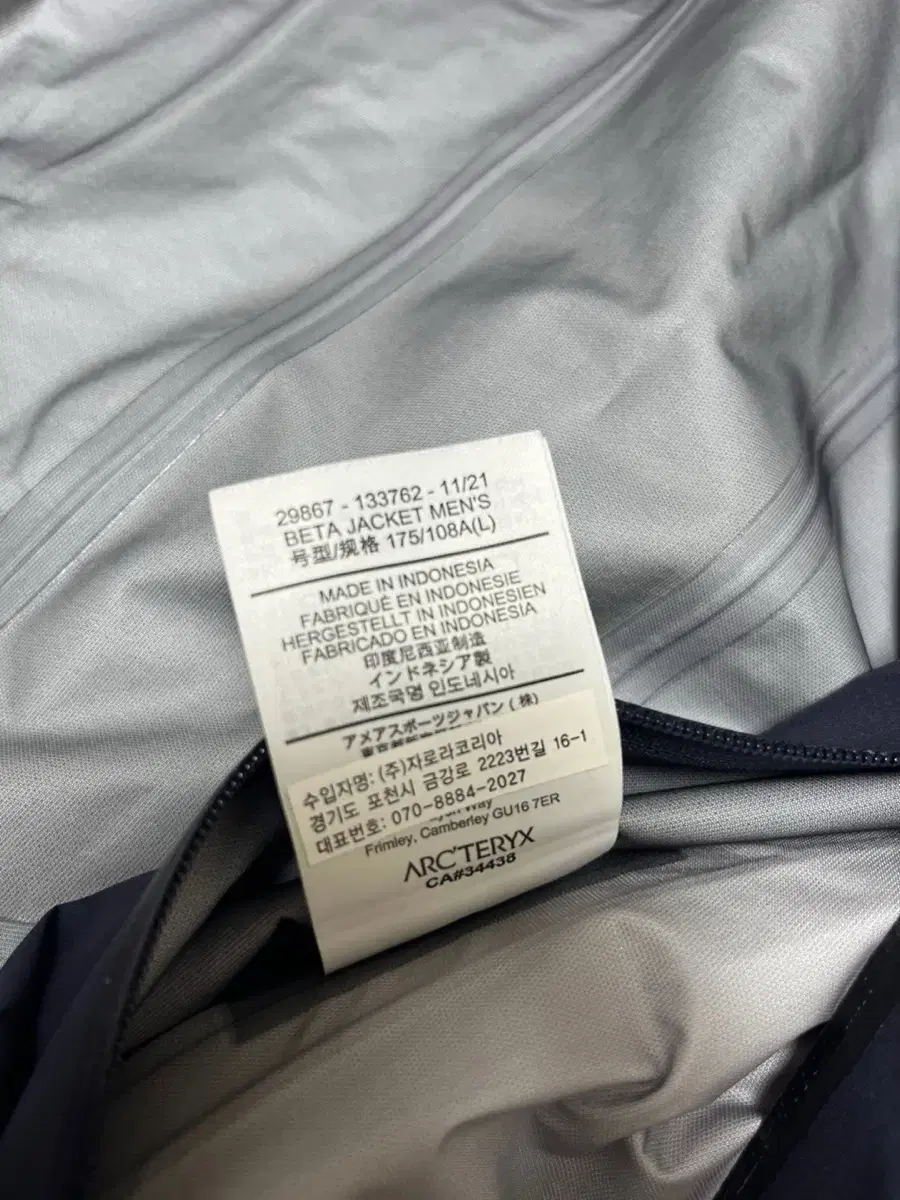 29867 - 133762 - 11/21
BETA JACKET MEN'S
号型/规格 175/108A(L)
MADE IN INDONESIA
FABRIQUÉ EN INDONESIE
HERGESTELLT IN INDONESIEN
FABRICADO EN INDONESIA
印度尼西亚制造
インドネシア製
제조국명 인도네시아
アメアスポーツジャパン (株)
수입자명: (주)자로라코리아
경기도 포천시 금강로 2223번길 16-1
대표번호: 070-8884-2027
Way
Frimley, Camberley GU16 7ER
ARC'TERYX
CA#34438